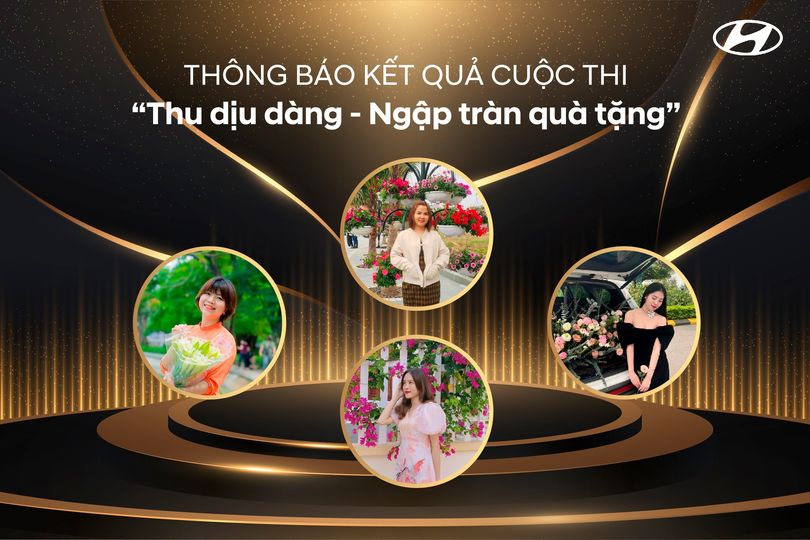 THÔNG BÁO KẾT QUẢ CUỘC THI
“Thu dịu dàng - Ngập tràn quà tặng”